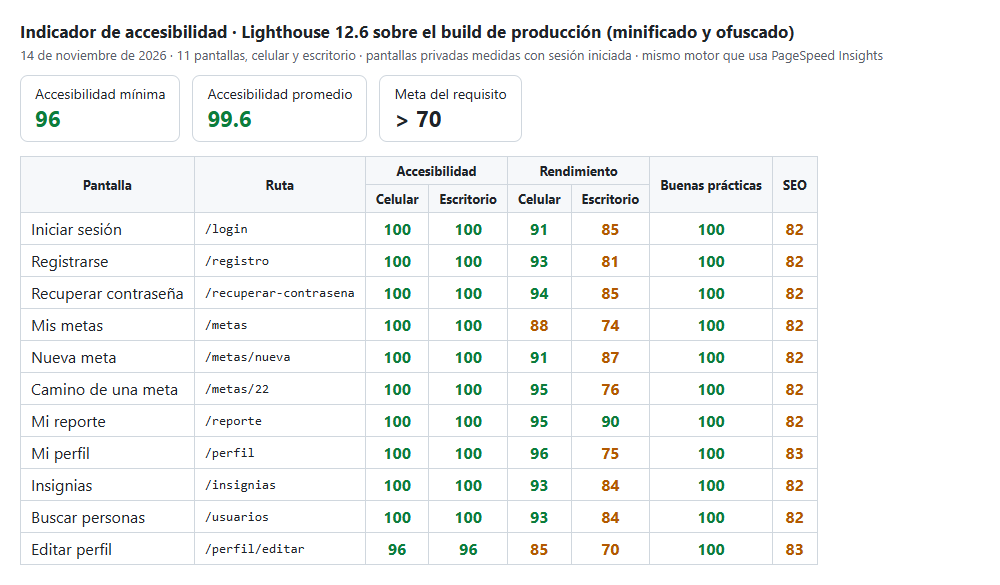 Indicador de accesibilidad · Lighthouse 12.6 sobre el build de producción (minificado y ofuscado)
14 de noviembre de 2026 · 11 pantallas, celular y escritorio · pantallas privadas medidas con sesión iniciada · mismo motor que usa PageSpeed Insights
Accesibilidad mínima
96
Accesibilidad promedio
99.6
Meta del requisito
> 70
Pantalla Ruta Accesibilidad Rendimiento Buenas prácticas SEO
Celular Escritorio Celular Escritorio
Iniciar sesión /login 100 100 91 85 100 82
Registrarse /registro 100 100 93 81 100 82
Recuperar contraseña /recuperar-contrasena 100 100 94 85 100 82
Mis metas /metas 100 100 88 74 100 82
Nueva meta /metas/nueva 100 100 91 87 100 82
Camino de una meta /metas/22 100 100 95 76 100 82
Mi reporte /reporte 100 100 95 90 100 82
Mi perfil /perfil 100 100 96 75 100 83
Insignias /insignias 100 100 93 84 100 82
Buscar personas /usuarios 100 100 93 84 100 82
Editar perfil /perfil/editar 96 96 85 70 100 83